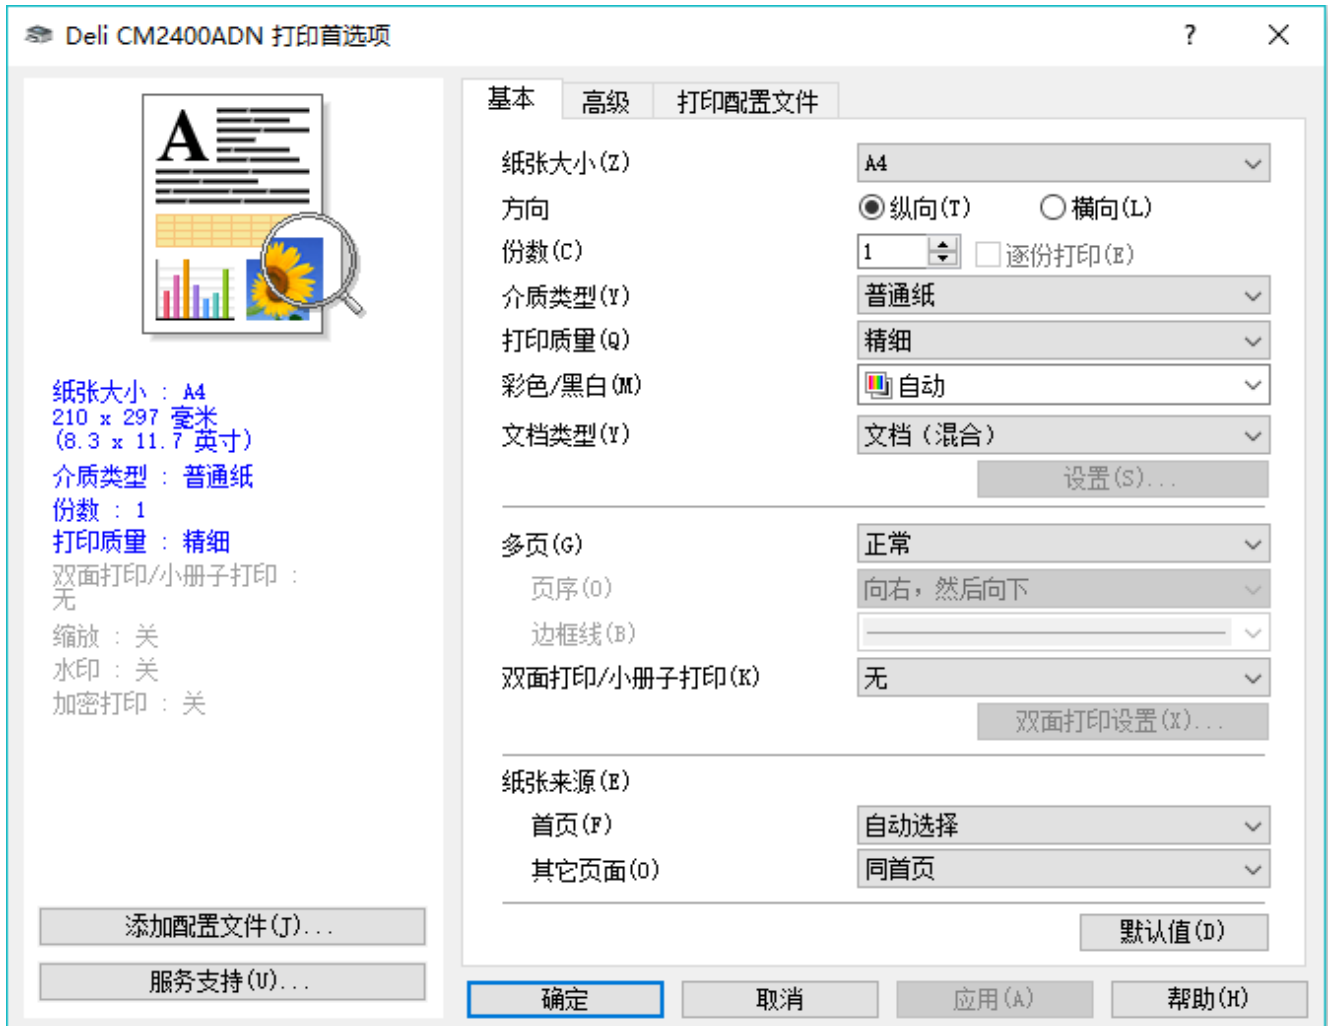 Deli CM2400ADN 打印首选项
?
A
纸张大小 : A4
210 x 297 毫米
(8.3 x 11.7 英寸)
介质类型 : 普通纸
份数 : 1
打印质量 : 精细
双面打印/小册子打印 :
无
缩放 : 关
水印 : 关
加密打印 : 关
添加配置文件(J)...
服务支持(U)...
基本 高级 打印配置文件
纸张大小(Z) A4
方向 纵向(T) 横向(L)
份数(C) 1 逐份打印(E)
介质类型(Y) 普通纸
打印质量(Q) 精细
彩色/黑白(M) 自动
文档类型(Y) 文档（混合）
设置(S)...
多页(G) 正常
页序(O) 向右，然后向下
边框线(B)
双面打印/小册子打印(K) 无
双面打印设置(X)...
纸张来源(E)
首页(F) 自动选择
其它页面(O) 同首页
默认值(D)
确定 取消 应用(A) 帮助(H)